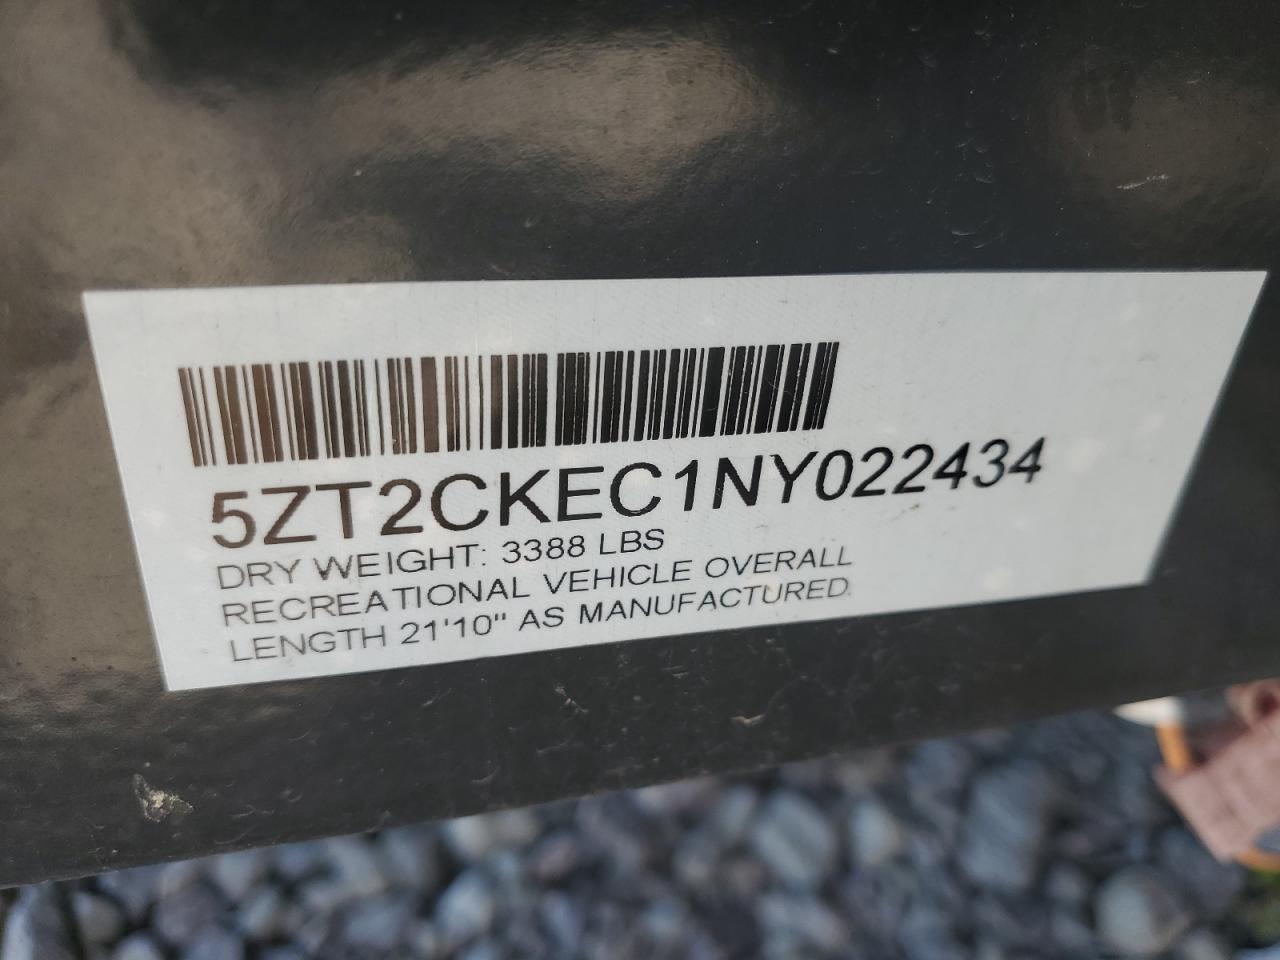 5ZT2CKEC1NY022434
DRY WEIGHT: 3388 LBS
RECREATIONAL VEHICLE OVERALL
LENGTH 21'10" AS MANUFACTURED.